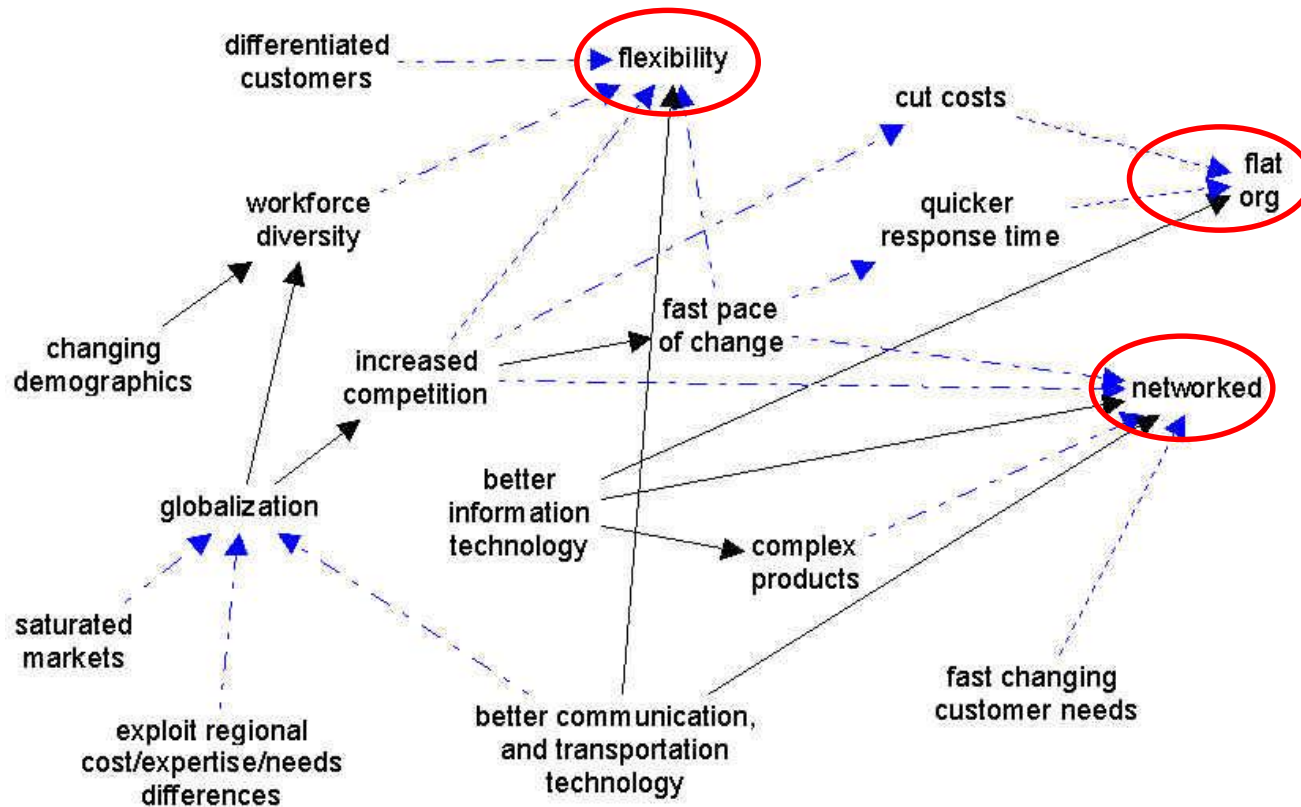 differentiated
customers
flexibility
cut costs
flat
org
workforce
diversity
quicker
response time
fast pace
of change
changing
demographics
increased
competition
networked
globalization
better
information
technology
complex
products
saturated
markets
exploit regional
cost/expertise/needs
differences
better communication,
and transportation
technology
fast changing
customer needs